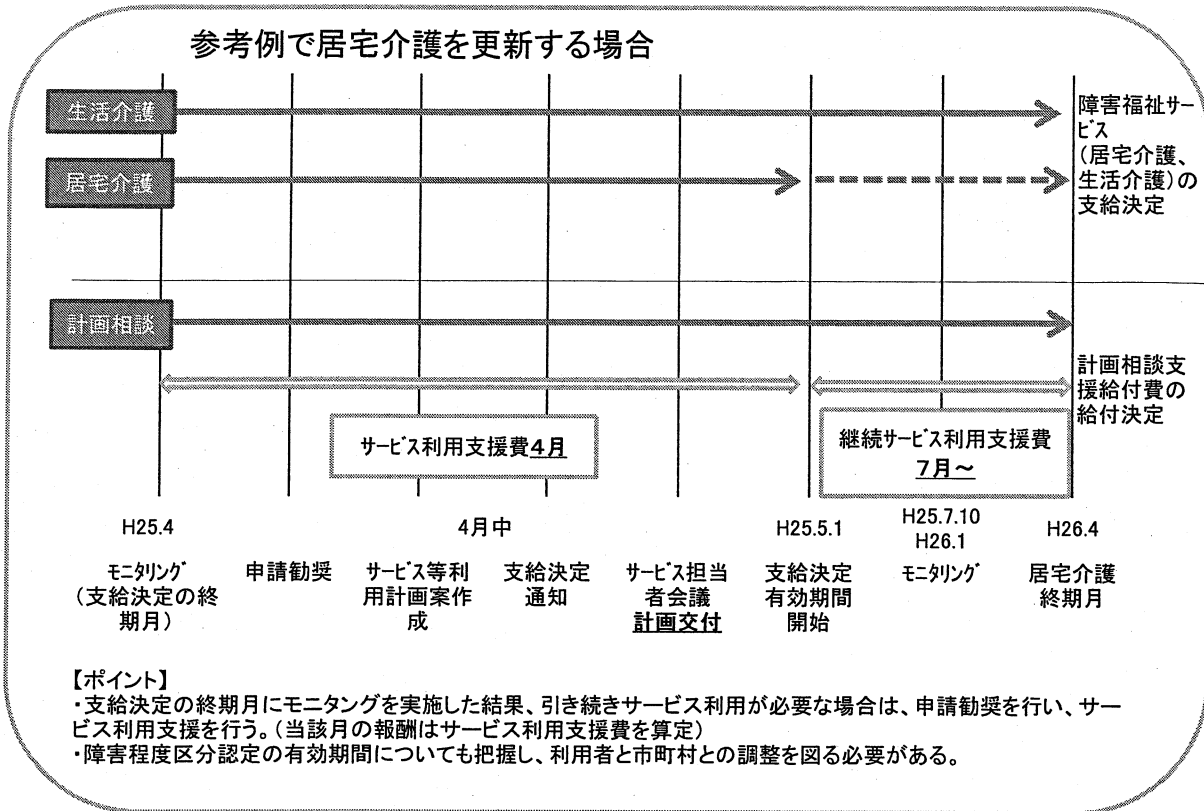 参考例で居宅介護を更新する場合
生活介護
居宅介護
障害福祉サー
ビス
(居宅介護、
生活介護)の
支給決定
計画相談
計画相談支
援給付費の
給付決定
サービス利用支援費4月
継続サービス利用支援費
7月~
H25.4
4月中
H25.5.1
H25.7.10
H26.1
H26.4
モニタリング
(支給決定の終
期月)
申請勧奨
サービス等利
用計画案作
成
支給決定
通知
サービス担当
者会議
計画交付
支給決定
有効期間
開始
モニタリング
居宅介護
終期月
【ポイント】
・支給決定の終期月にモニタングを実施した結果、引き続きサービス利用が必要な場合は、申請勧奨を行い、サー
ビス利用支援を行う。(当該月の報酬はサービス利用支援費を算定)
・障害程度区分認定の有効期間についても把握し、利用者と市町村との調整を図る必要がある。